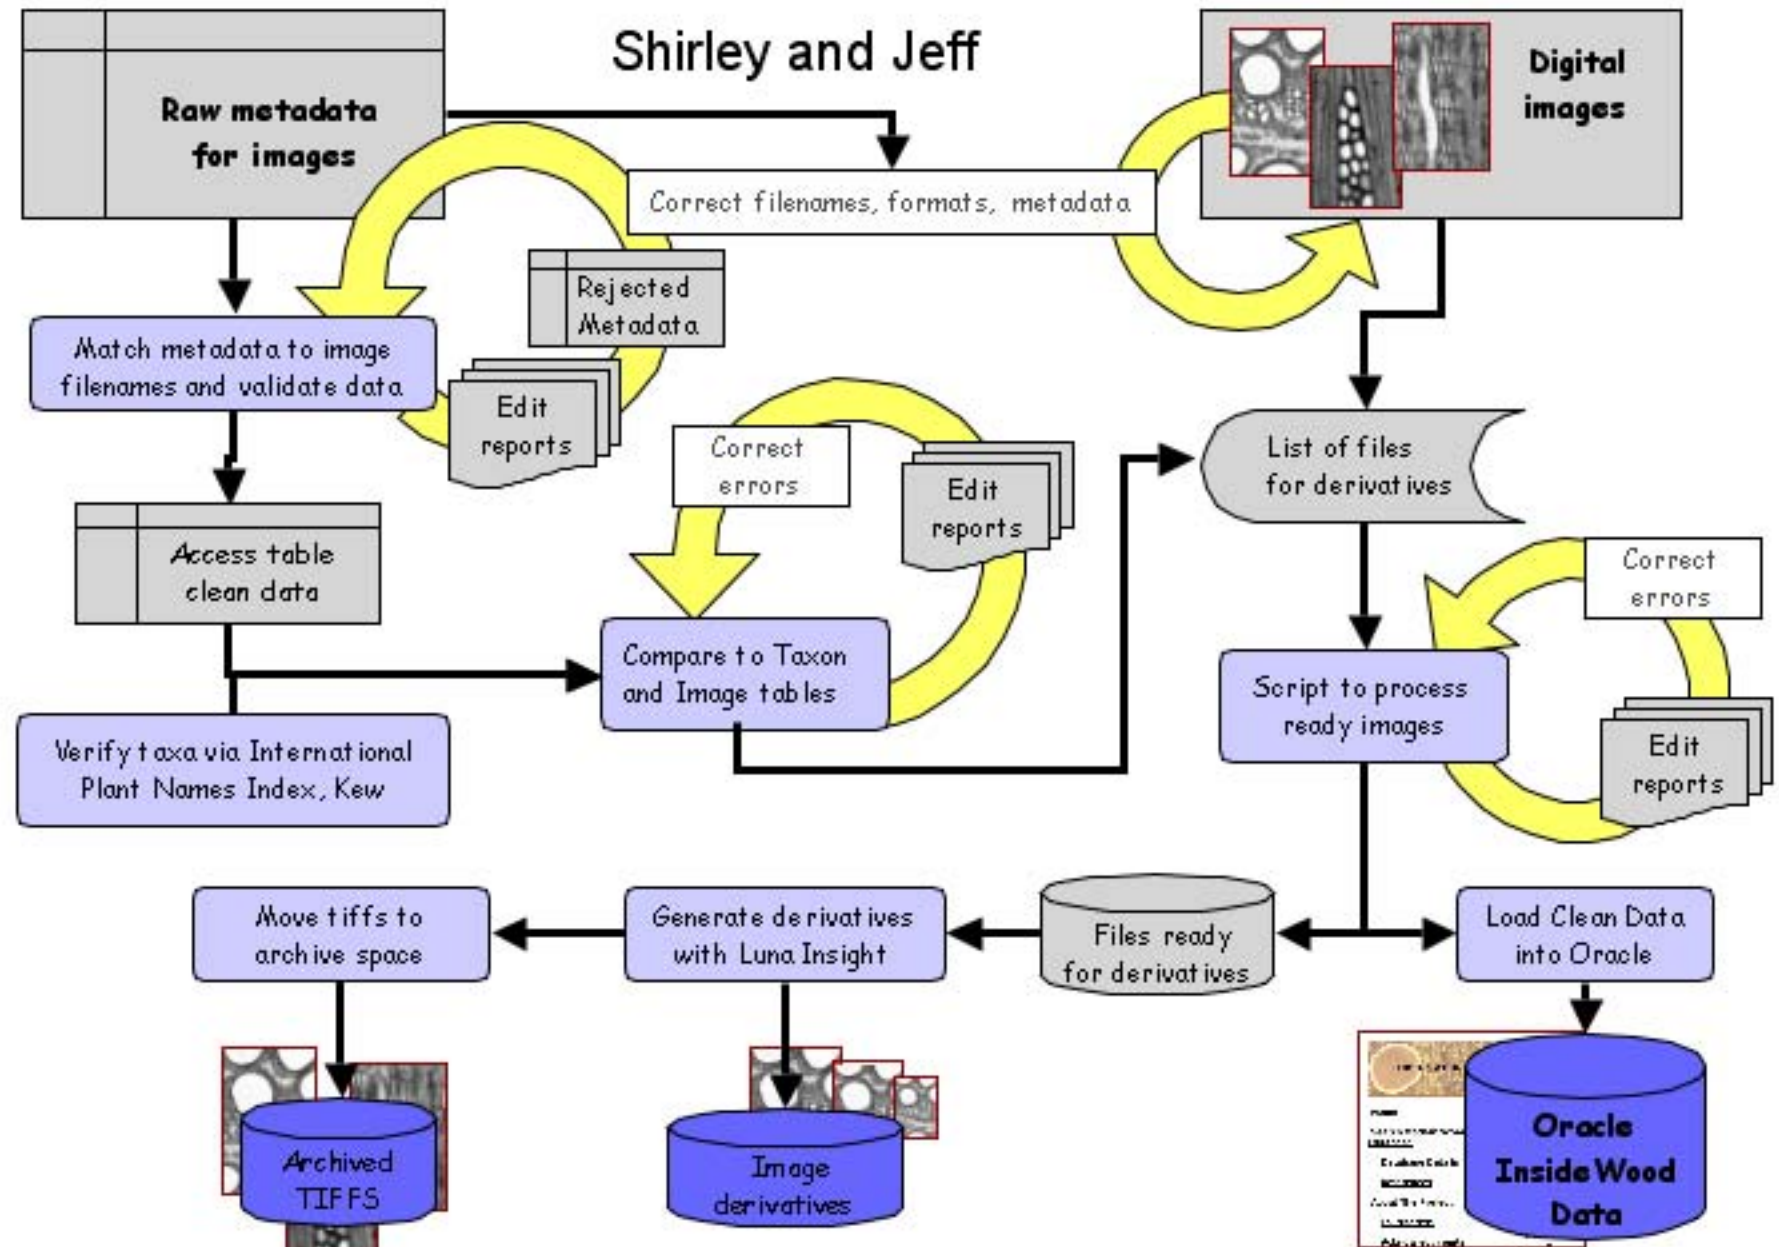 Shirley and Jeff
Raw metadata
for images
Digital
images
Correct filenames, formats, metadata
Rejected
Metadata
Match metadata to image
filenames and validate data
Edit
reports
Correct
errors
Edit
reports
List of files
for derivatives
Access table
clean data
Correct
errors
Compare to Taxon
and Image tables
Script to process
ready images
Verify taxa via International
Plant Names Index, Kew
Edit
reports
Move tiffs to
archive space
Generate derivatives
with Luna Insight
Files ready
for derivatives
Load Clean Data
into Oracle
Archived
TIFFS
Image
derivatives
Oracle
InsideWood
Data